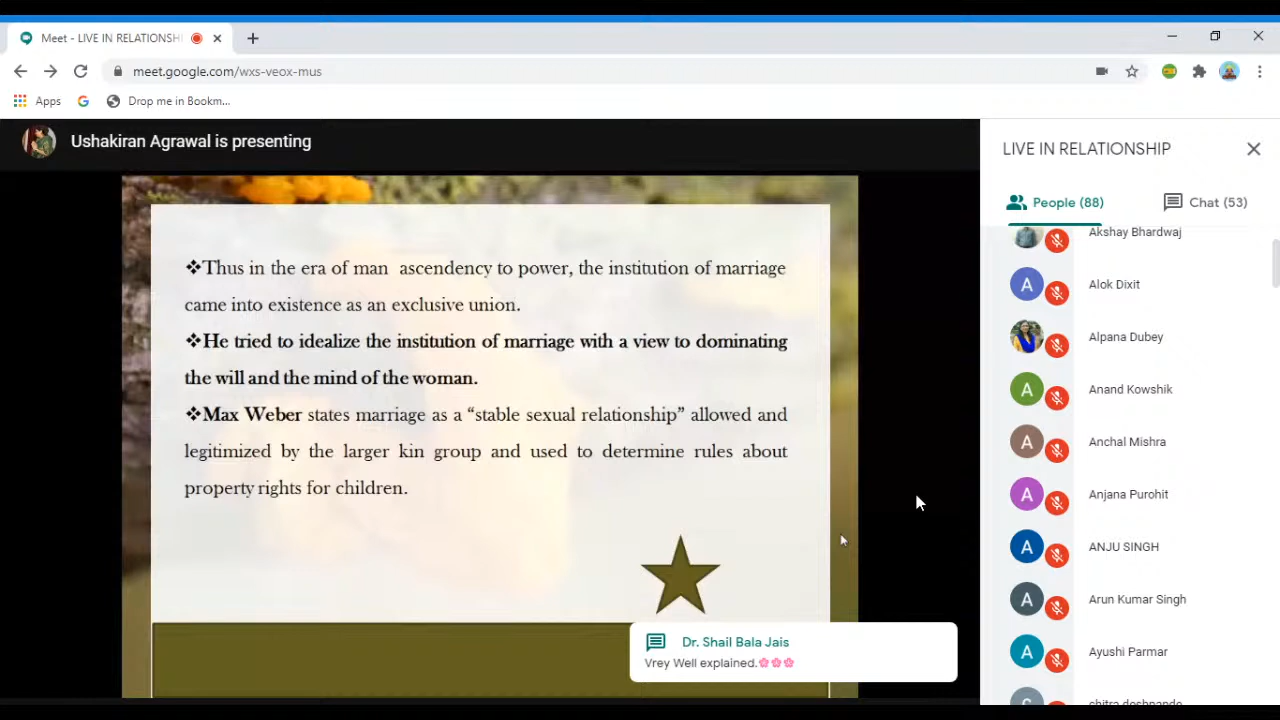 Meet - LIVE IN RELATIONSH
meet.google.com/wxs-veox-mus
Apps
Drop me in Bookm...
Ushakiran Agrawal is presenting
❖Thus in the era of man ascendency to power, the institution of marriage
came into existence as an exclusive union.
❖He tried to idealize the institution of marriage with a view to dominating
the will and the mind of the woman.
❖Max Weber states marriage as a “stable sexual relationship” allowed and
legitimized by the larger kin group and used to determine rules about
property rights for children.
Dr. Shail Bala Jais
Vrey Well explained.🌸🌸🌸
LIVE IN RELATIONSHIP
People (88)
Chat (53)
Akshay Bhardwaj
A Alok Dixit
Alpana Dubey
A Anand Kowshik
A Anchal Mishra
A Anjana Purohit
A ANJU SINGH
A Arun Kumar Singh
A Ayushi Parmar
chitra deshpande